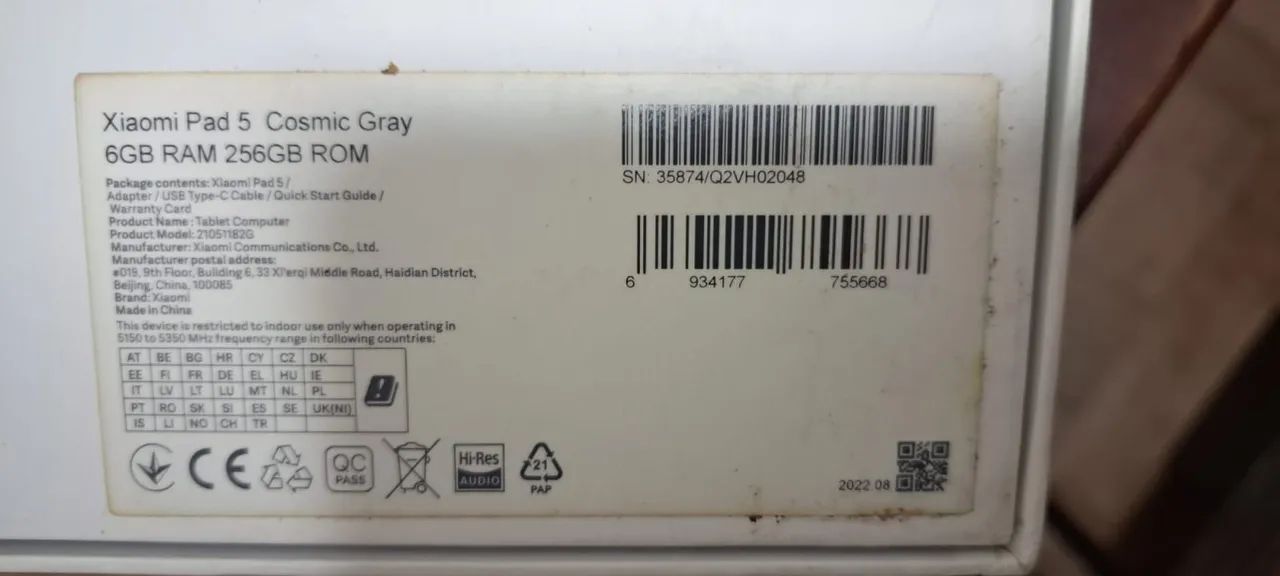 Xiaomi Pad 5 Cosmic Gray
6GB RAM 256GB ROM
Package contents: Xiaomi Pad 5 /
Adapter / USB Type-C Cable / Quick Start Guide /
Warranty Card
Product Name : Tablet Computer
Product Model: 21051182G
Manufacturer: Xiaomi Communications Co., Ltd.
Manufacturer postal address:
#019, 9th Floor, Building 6, 33 Xi'erqi Middle Road, Haidian District,
Beijing, China, 100085
Brand: Xiaomi
Made in China
This device is restricted to indoor use only when operating in
5150 to 5350 MHz frequency range in following countries:
AT BE BG HR CY CZ DK
EE FI FR DE EL HU IE
IT LV LT LU MT NL PL
PT RO SK SI ES SE UK(NI)
IS LI NO CH TR
CE
QC
PASS
Hi-Res
AUDIO
21
PAP
SN: 35874/Q2VH02048
6 934177 755668
2022 08